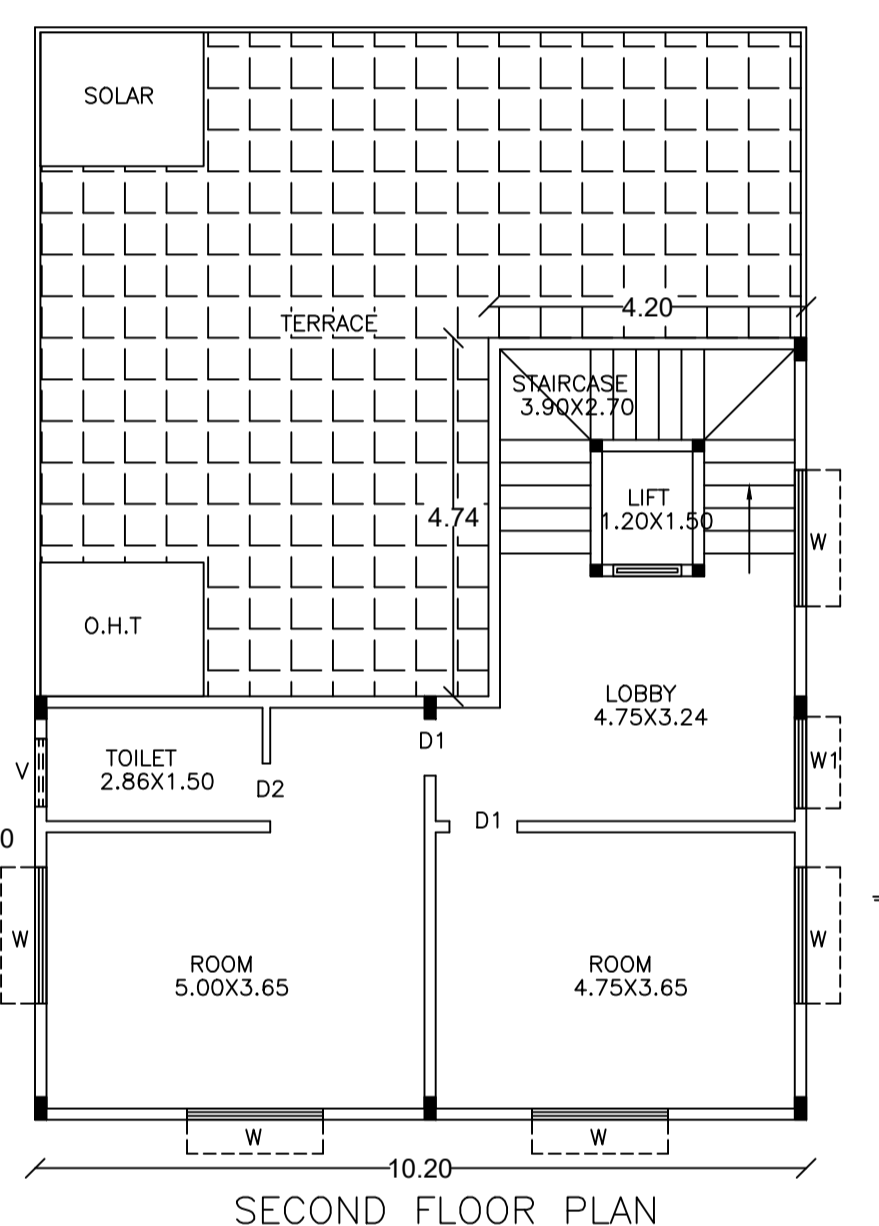 SOLAR
4.20
TERRACE
STAIRCASE
3.90X2.70
LIFT
1.20X1.50
4.74
W
O.H.T
LOBBY
4.75X3.24
D1
TOILET
2.86X1.50
V
W1
D2
D1
0
W
W
ROOM
5.00X3.65
ROOM
4.75X3.65
W
W
10.20
SECOND FLOOR PLAN